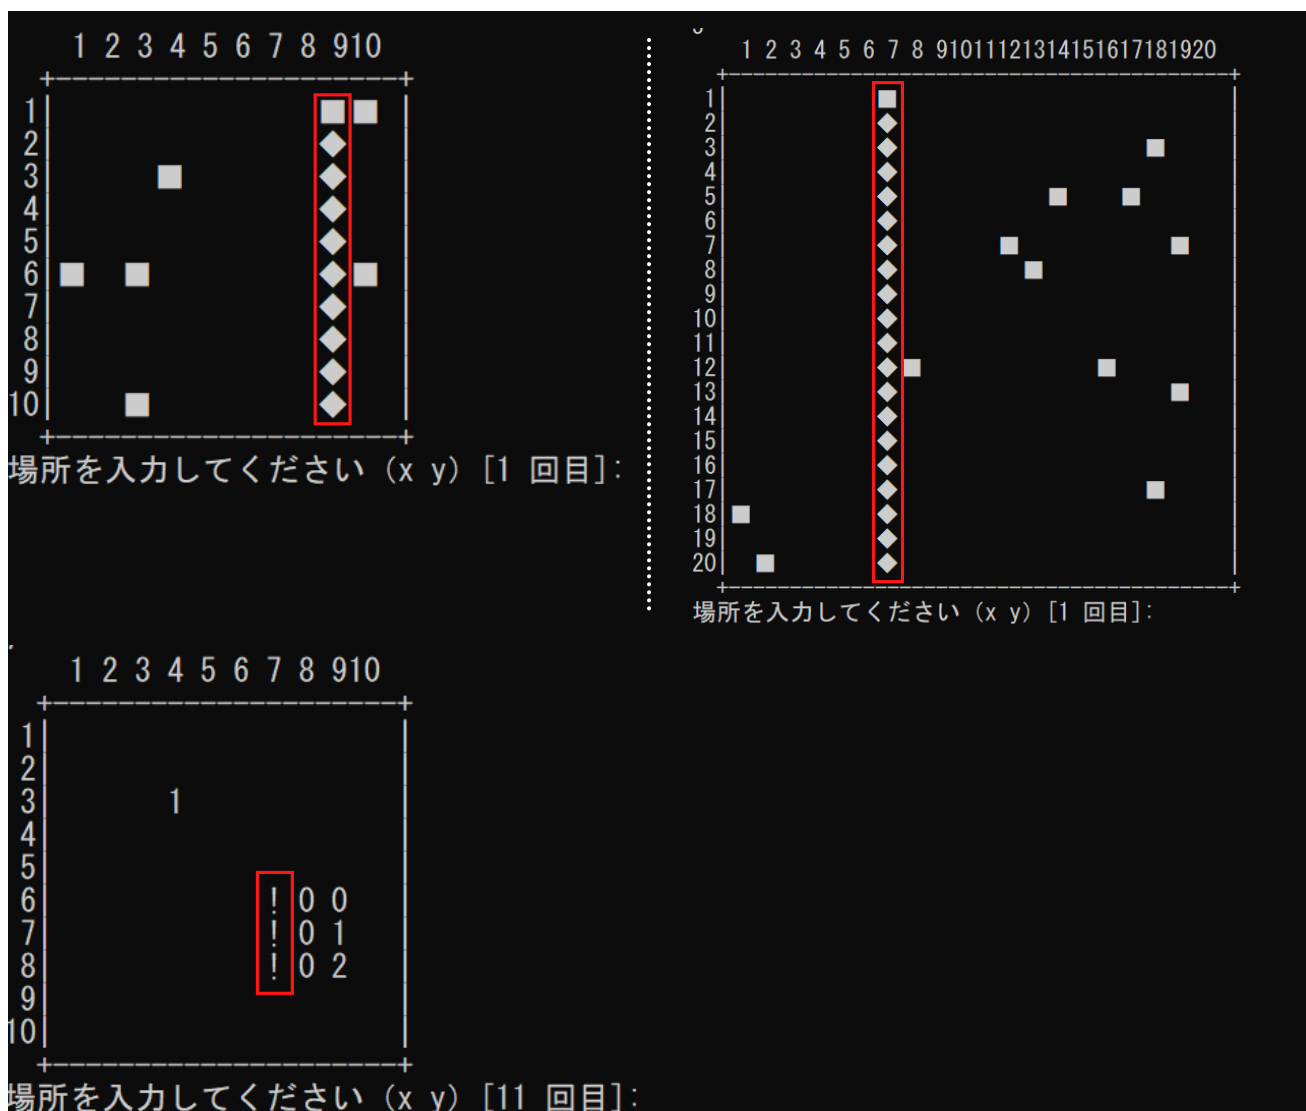 1 2 3 4 5 6 7 8 910
+----------------------+
1| ■■ |
2| ◆ |
3| ■ ◆ |
4| ◆ |
5| ◆ |
6|■ ■ ◆■ |
7| ◆ |
8| ◆ |
9| ◆ |
10| ■ ◆ |
+----------------------+
場所を入力してください (x y) [1 回目]:
1 2 3 4 5 6 7 8 91011121314151617181920
+------------------------------------------+
1| ■ |
2| ◆ |
3| ◆ ■ |
4| ◆ |
5| ◆ ■ ■ |
6| ◆ |
7| ◆ ■ ■ |
8| ◆ ■ |
9| ◆ |
10| ◆ |
11| ◆ |
12| ◆■ ■ |
13| ◆ ■ |
14| ◆ |
15| ◆ |
16| ◆ |
17| ◆ ■ |
18|■ ◆ |
19| ◆ |
20| ■ ◆ |
+------------------------------------------+
場所を入力してください (x y) [1 回目]:
1 2 3 4 5 6 7 8 910
+----------------------+
1| |
2| |
3| 1 |
4| |
5| |
6| ! 0 0 |
7| ! 0 1 |
8| ! 0 2 |
9| |
10| |
+----------------------+
場所を入力してください (x y) [11 回目]: